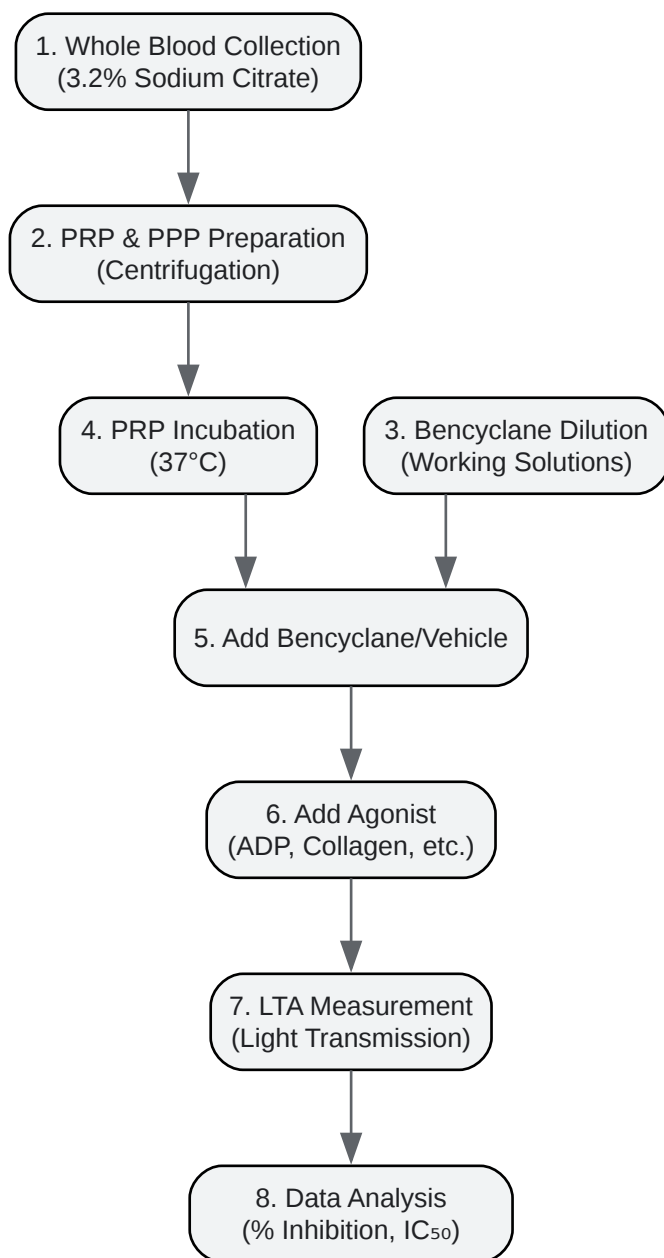 1. Whole Blood Collection
(3.2% Sodium Citrate)
2. PRP & PPP Preparation
(Centrifugation)
4. PRP Incubation
(37°C)
3. Bencyclane Dilution
(Working Solutions)
5. Add Bencyclane/Vehicle
6. Add Agonist
(ADP, Collagen, etc.)
7. LTA Measurement
(Light Transmission)
8. Data Analysis
(% Inhibition, IC₅₀)